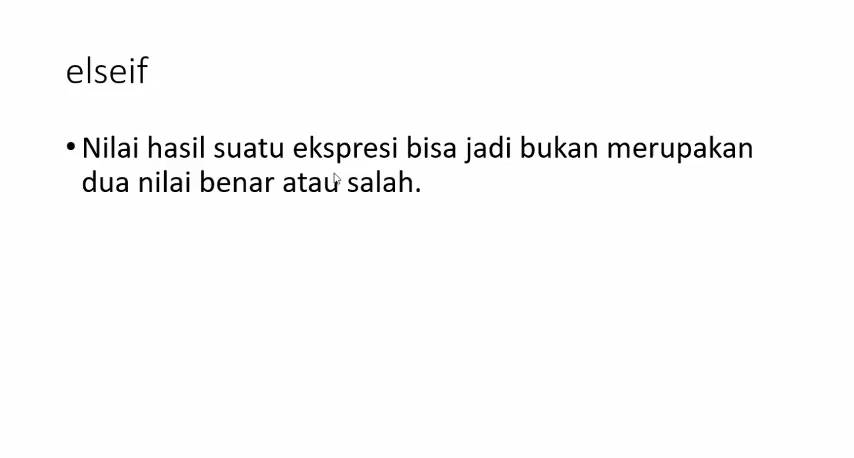 elseif
• Nilai hasil suatu ekspresi bisa jadi bukan merupakan
dua nilai benar atau salah.